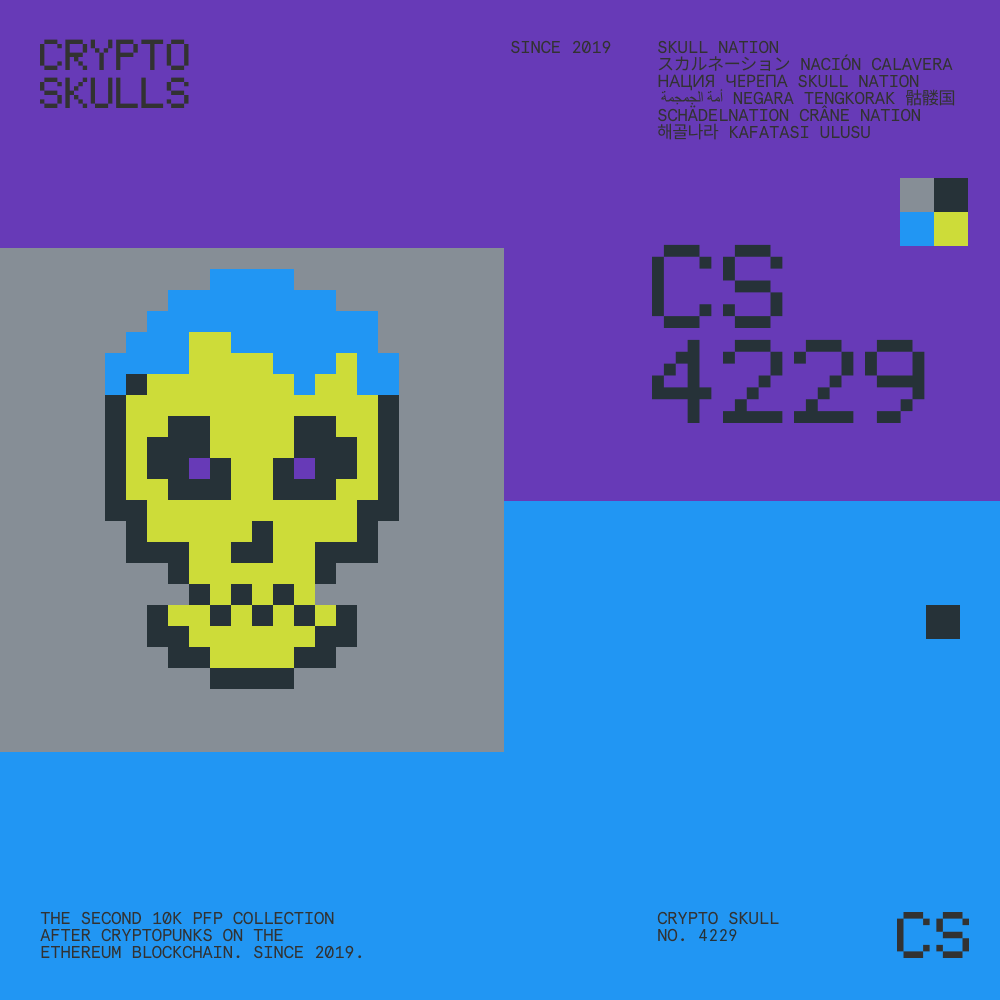 CRYPTO
SKULLS
SINCE 2019
SKULL NATION
スカルネーション NACIÓN CALAVERA
НАЦИЯ ЧЕРЕПА SKULL NATION
أمة الجمجمة NEGARA TENGKORAK 骷髅国
SCHÄDELNATION CRÂNE NATION
해골나라 KAFATASI ULUSU
CS
4229
THE SECOND 10K PFP COLLECTION
AFTER CRYPTOPUNKS ON THE
ETHEREUM BLOCKCHAIN. SINCE 2019.
CRYPTO SKULL
NO. 4229
CS